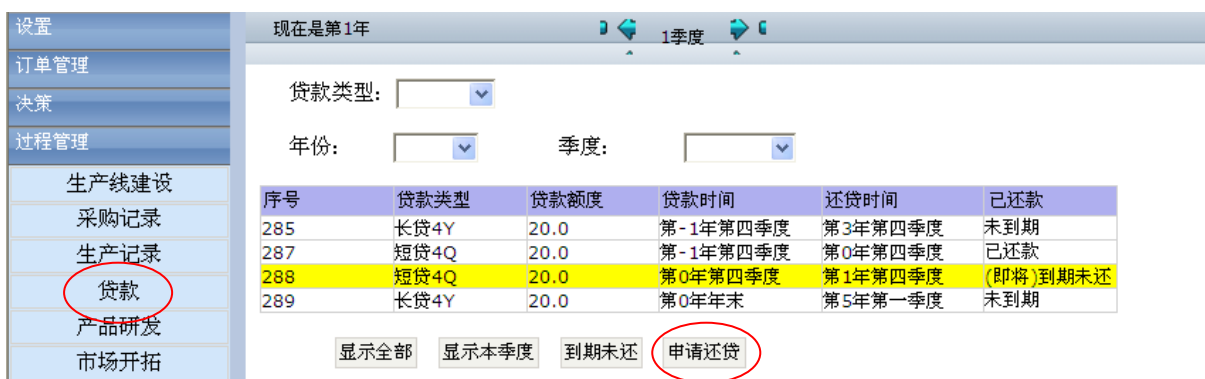 设置
订单管理
决策
过程管理
生产线建设
采购记录
生产记录
贷款
产品研发
市场开拓
现在是第1年 1季度
贷款类型:
年份: 季度:
序号 贷款类型 贷款额度 贷款时间 还贷时间 已还款
285 长贷4Y 20.0 第-1年第四季度 第3年第四季度 未到期
287 短贷4Q 20.0 第-1年第四季度 第0年第四季度 已还款
288 短贷4Q 20.0 第0年第四季度 第1年第四季度 (即将)到期未还
289 长贷4Y 20.0 第0年年末 第5年第一季度 未到期
显示全部 显示本季度 到期未还 申请还贷